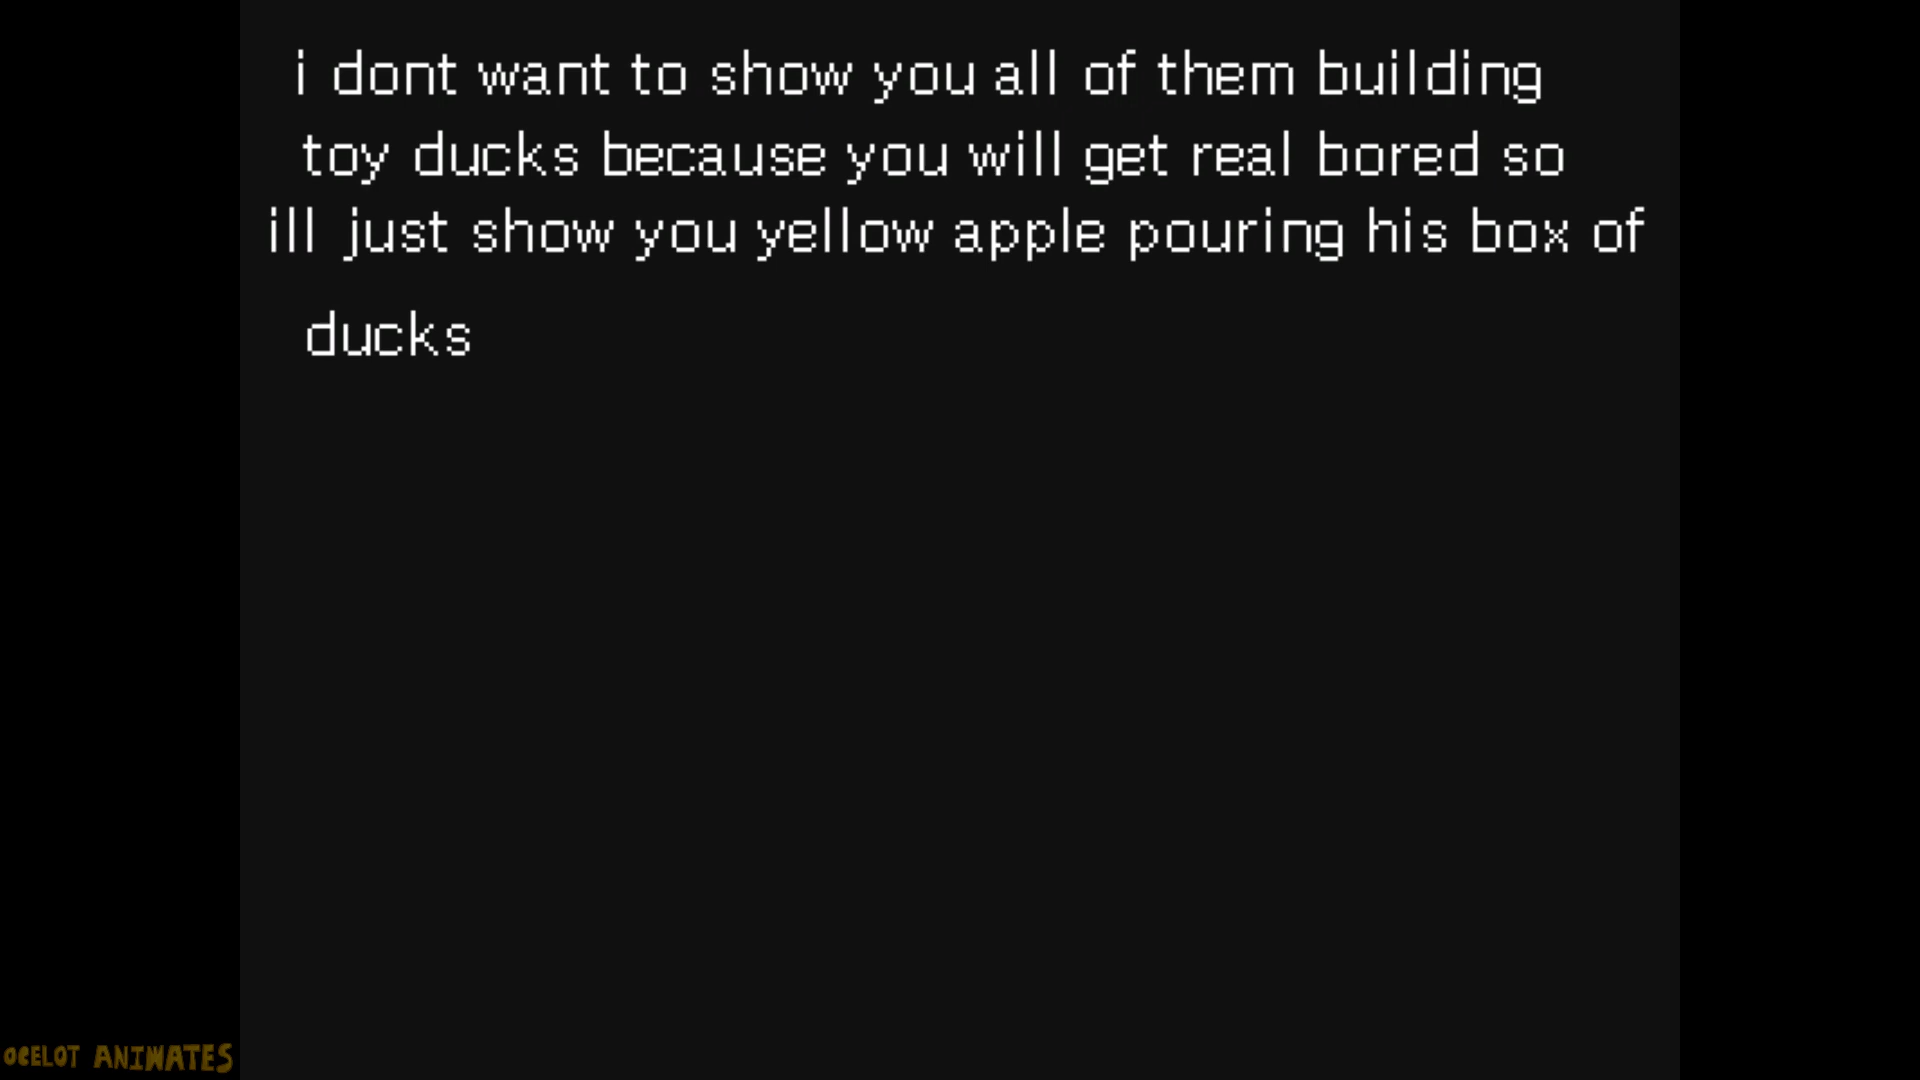 i dont want to show you all of them building
toy ducks because you will get real bored so
ill just show you yellow apple pouring his box of
ducks
OCELOT ANIMATES